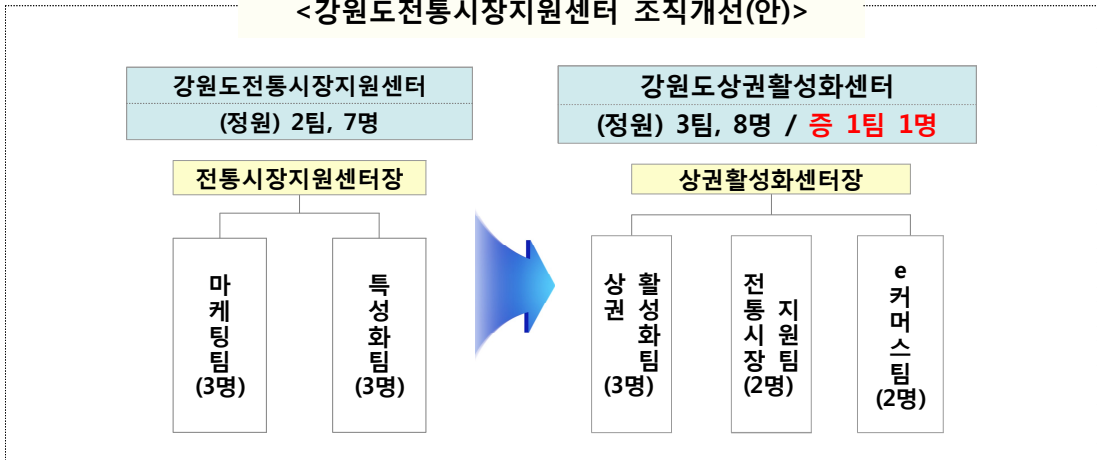 <강원도전통시장지원센터 조직개선(안)>
강원도전통시장지원센터
(정원) 2팀, 7명
전통시장지원센터장
마케팅팀
(3명)
특성화팀
(3명)
강원도상권활성화센터
(정원) 3팀, 8명 / 증 1팀 1명
상권활성화센터장
상권
활성화팀
(3명)
전통시장
지원팀
(2명)
e커머스팀
(2명)